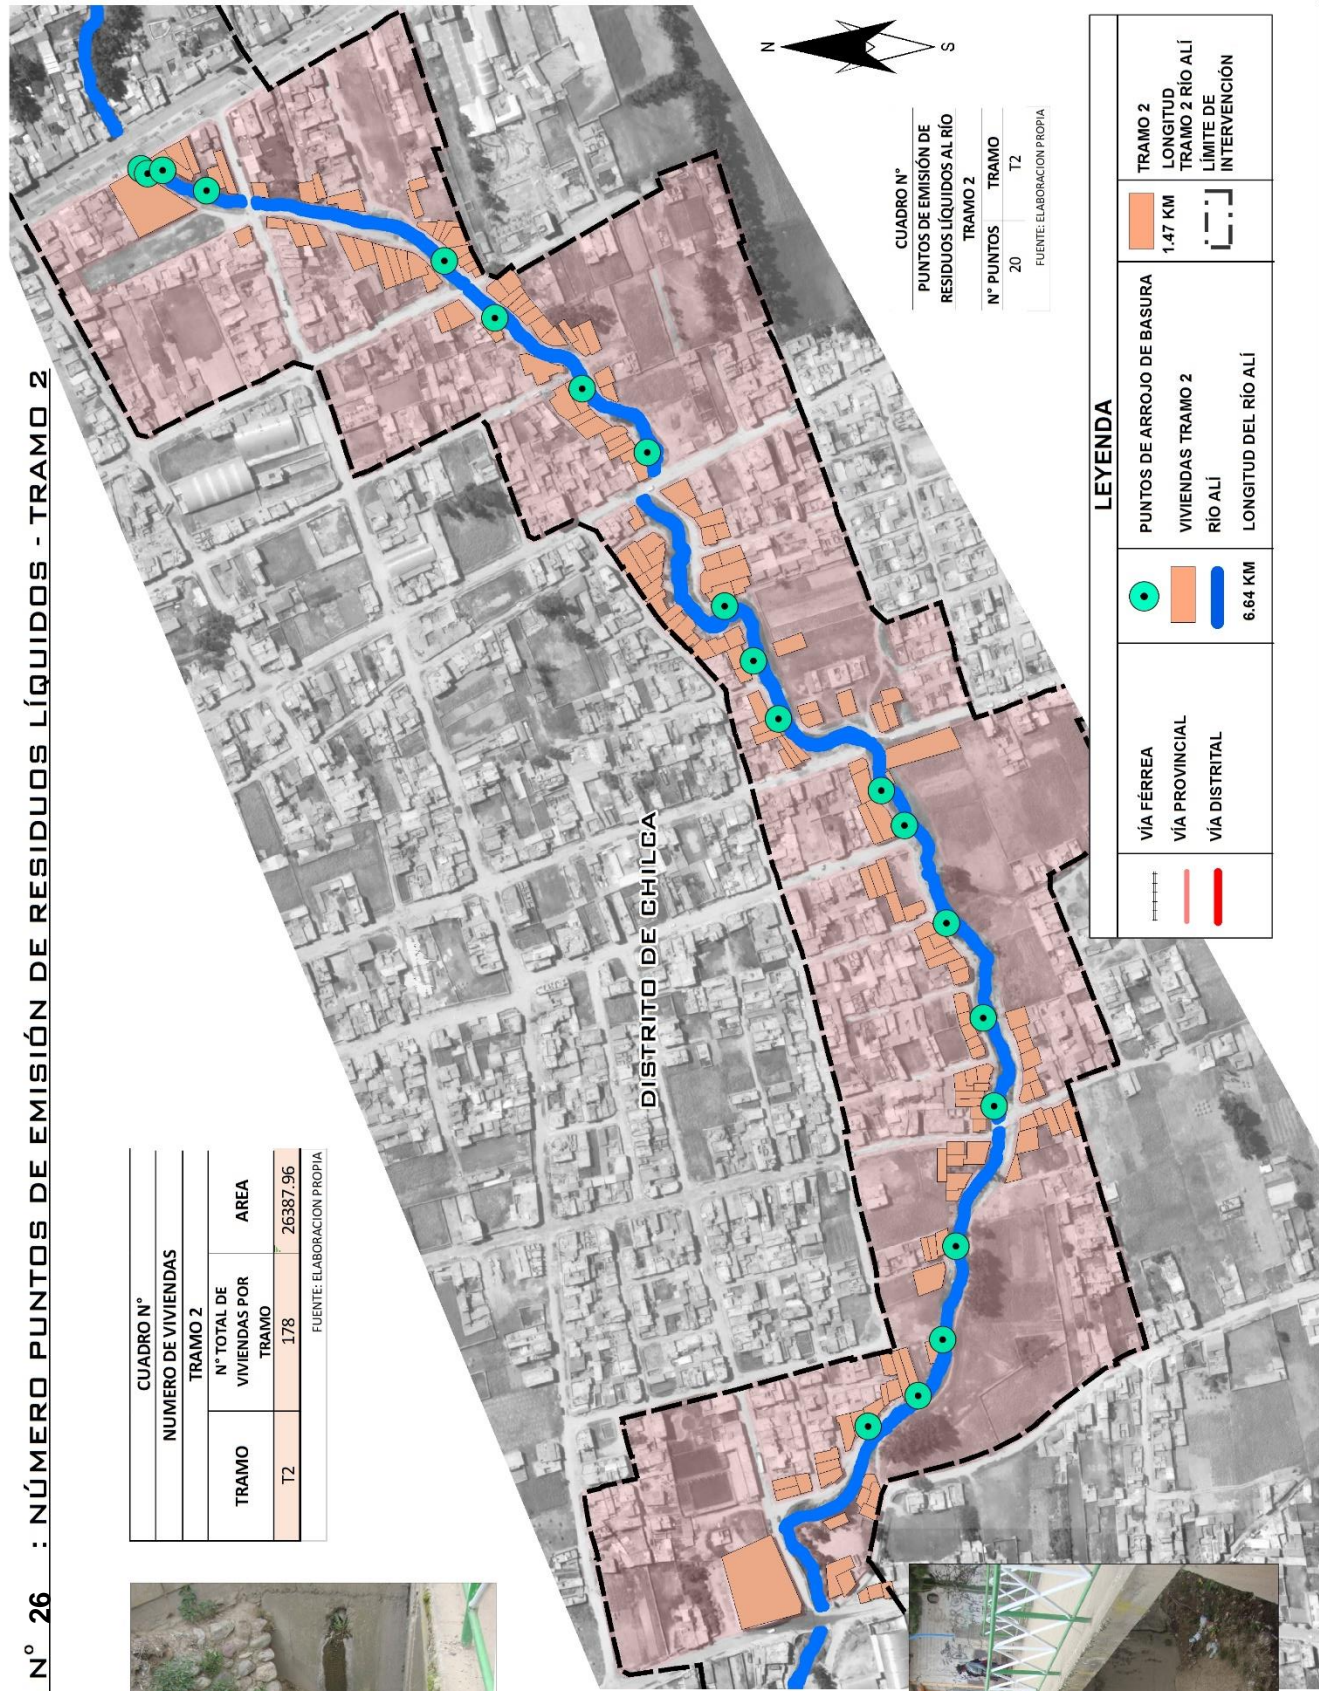 N° 26 : NÚMERO PUNTOS DE EMISIÓN DE RESIDUOS LÍQUIDOS - TRAMO 2
CUADRO N°
NUMERO DE VIVIENDAS
TRAMO 2
TRAMO
N° TOTAL DE
VIVIENDAS POR
TRAMO
AREA
T2 178 26387.96
FUENTE: ELABORACION PROPIA
DISTRITO DE CHILCA
N
S
CUADRO N°
PUNTOS DE EMISIÓN DE
RESIDUOS LÍQUIDOS AL RÍO
TRAMO 2
N° PUNTOS TRAMO
20 T2
FUENTE: ELABORACION PROPIA
LEYENDA
VÍA FÉRREA
VÍA PROVINCIAL
VÍA DISTRITAL
PUNTOS DE ARROJO DE BASURA
VIVIENDAS TRAMO 2
RÍO ALÍ
6.64 KM LONGITUD DEL RÍO ALÍ
TRAMO 2
1.47 KM LONGITUD
TRAMO 2 RÍO ALÍ
LÍMITE DE
INTERVENCIÓN